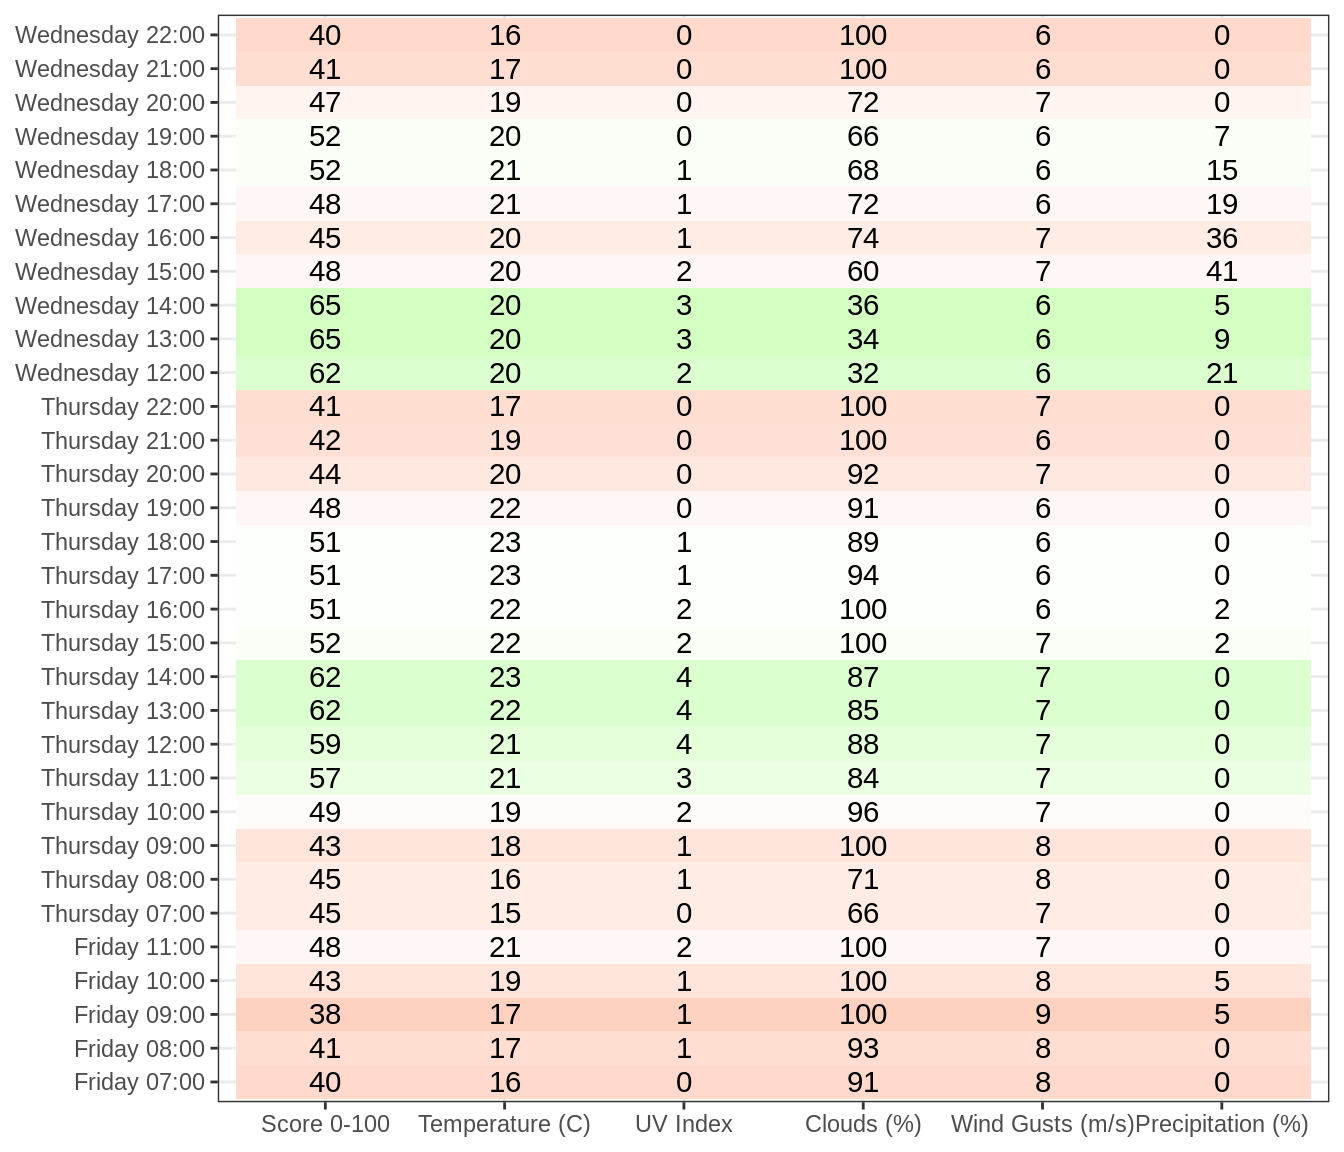 Wednesday 22:00 40 16 0 100 6 0
Wednesday 21:00 41 17 0 100 6 0
Wednesday 20:00 47 19 0 72 7 0
Wednesday 19:00 52 20 0 66 6 7
Wednesday 18:00 52 21 1 68 6 15
Wednesday 17:00 48 21 1 72 6 19
Wednesday 16:00 45 20 1 74 7 36
Wednesday 15:00 48 20 2 60 7 41
Wednesday 14:00 65 20 3 36 6 5
Wednesday 13:00 65 20 3 34 6 9
Wednesday 12:00 62 20 2 32 6 21
Thursday 22:00 41 17 0 100 7 0
Thursday 21:00 42 19 0 100 6 0
Thursday 20:00 44 20 0 92 7 0
Thursday 19:00 48 22 0 91 6 0
Thursday 18:00 51 23 1 89 6 0
Thursday 17:00 51 23 1 94 6 0
Thursday 16:00 51 22 2 100 6 2
Thursday 15:00 52 22 2 100 7 2
Thursday 14:00 62 23 4 87 7 0
Thursday 13:00 62 22 4 85 7 0
Thursday 12:00 59 21 4 88 7 0
Thursday 11:00 57 21 3 84 7 0
Thursday 10:00 49 19 2 96 7 0
Thursday 09:00 43 18 1 100 8 0
Thursday 08:00 45 16 1 71 8 0
Thursday 07:00 45 15 0 66 7 0
Friday 11:00 48 21 2 100 7 0
Friday 10:00 43 19 1 100 8 5
Friday 09:00 38 17 1 100 9 5
Friday 08:00 41 17 1 93 8 0
Friday 07:00 40 16 0 91 8 0
Score 0-100 Temperature (C) UV Index Clouds (%) Wind Gusts (m/s) Precipitation (%)